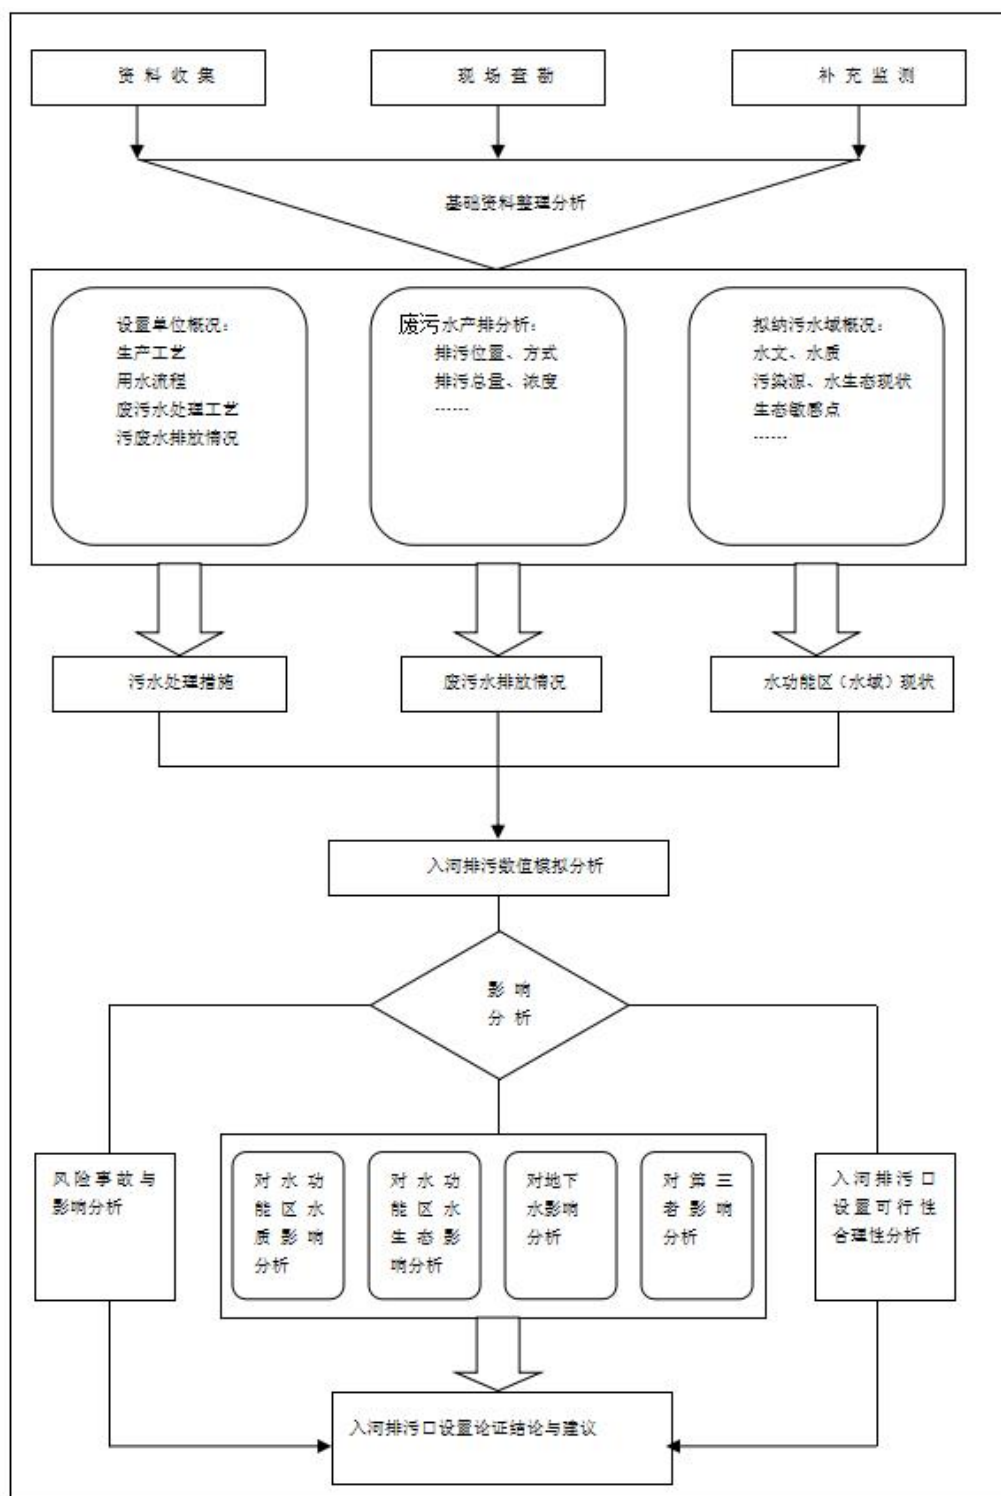 资料收集
现场查勘
补充监测
基础资料整理分析
设置单位概况：
生产工艺
用水流程
废污水处理工艺
污废水排放情况
废污水产排分析：
排污位置、方式
排污总量、浓度
------
拟纳污水域概况：
水文、水质
污染源、水生态现状
生态敏感点
------
污水处理措施
废污水排放情况
水功能区（水域）现状
入河排污数值模拟分析
影响
分析
风险事故与
影响分析
对水功
能区水
质影响
分析
对水功
能区水
生态影
响分析
对地下
水影响
分析
对第三
者影响
分析
入河排污口
设置可行性
合理性分析
入河排污口设置论证结论与建议